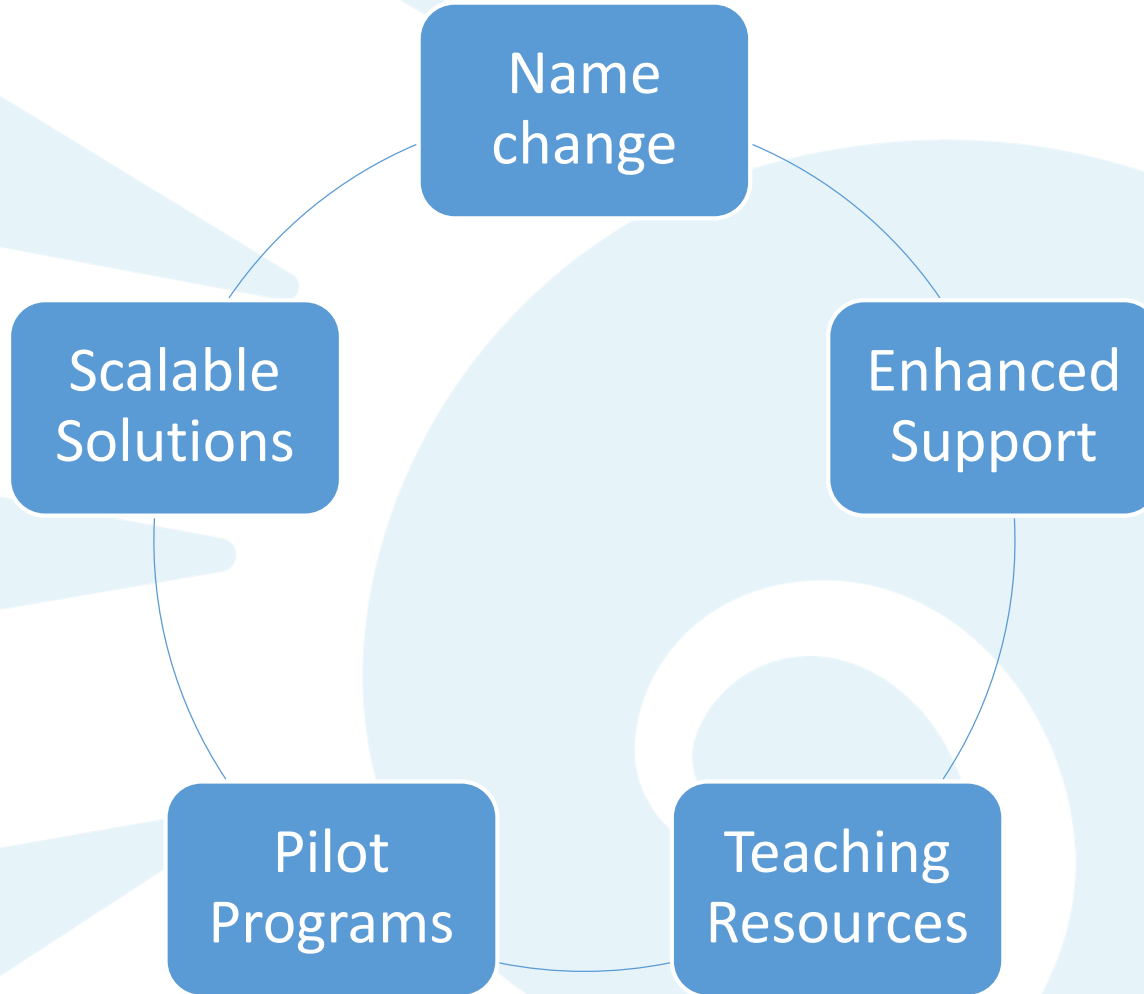 Name
change
Enhanced
Support
Teaching
Resources
Pilot
Programs
Scalable
Solutions